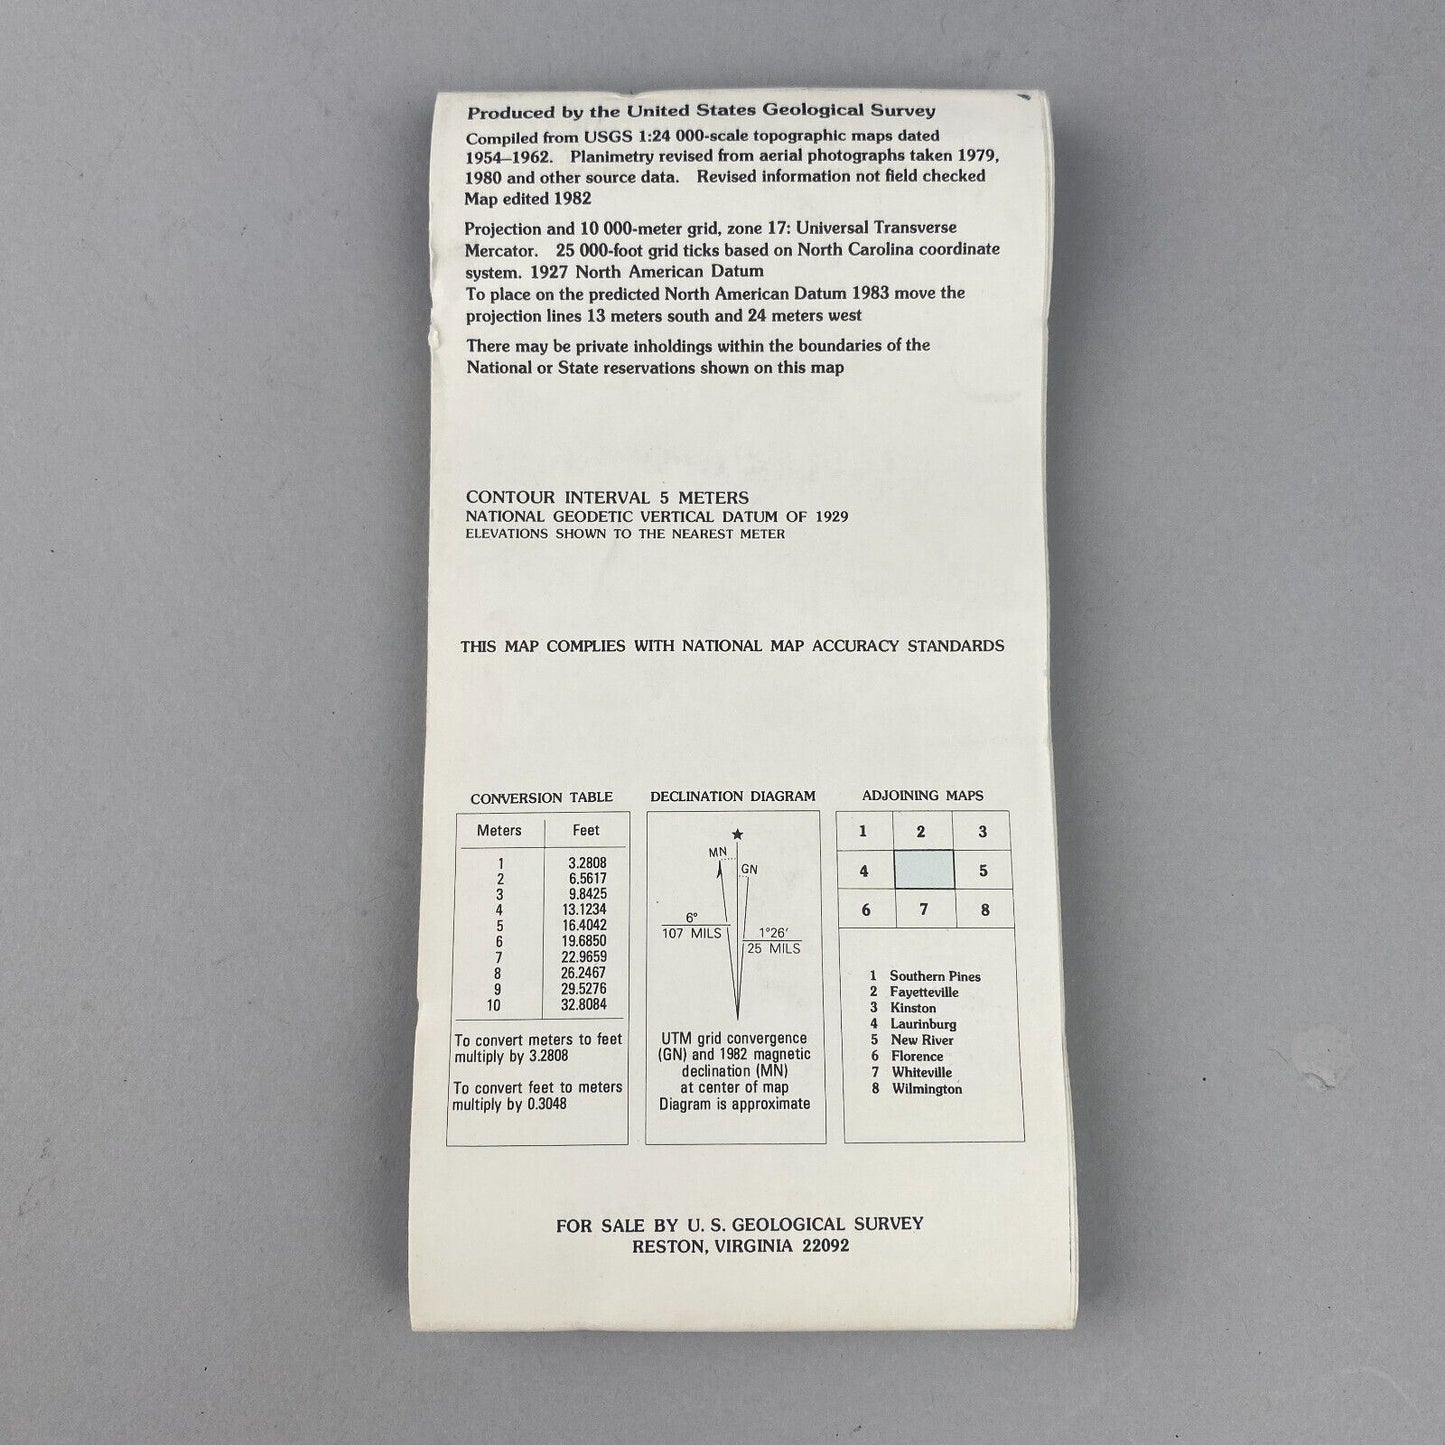 Produced by the United States Geological Survey
Compiled from USGS 1:24 000-scale topographic maps dated
1954–1962. Planimetry revised from aerial photographs taken 1979,
1980 and other source data. Revised information not field checked
Map edited 1982
Projection and 10 000-meter grid, zone 17: Universal Transverse
Mercator. 25 000-foot grid ticks based on North Carolina coordinate
system. 1927 North American Datum
To place on the predicted North American Datum 1983 move the
projection lines 13 meters south and 24 meters west
There may be private inholdings within the boundaries of the
National or State reservations shown on this map
CONTOUR INTERVAL 5 METERS
NATIONAL GEODETIC VERTICAL DATUM OF 1929
ELEVATIONS SHOWN TO THE NEAREST METER
THIS MAP COMPLIES WITH NATIONAL MAP ACCURACY STANDARDS
CONVERSION TABLE
Meters Feet
1 3.2808
2 6.5617
3 9.8425
4 13.1234
5 16.4042
6 19.6850
7 22.9659
8 26.2467
9 29.5276
10 32.8084
To convert meters to feet
multiply by 3.2808
To convert feet to meters
multiply by 0.3048
DECLINATION DIAGRAM
MN
GN
6°
107 MILS
1°26′
25 MILS
UTM grid convergence
(GN) and 1982 magnetic
declination (MN)
at center of map
Diagram is approximate
ADJOINING MAPS
1 2 3
4 5
6 7 8
1 Southern Pines
2 Fayetteville
3 Kinston
4 Laurinburg
5 New River
6 Florence
7 Whiteville
8 Wilmington
FOR SALE BY U. S. GEOLOGICAL SURVEY
RESTON, VIRGINIA 22092